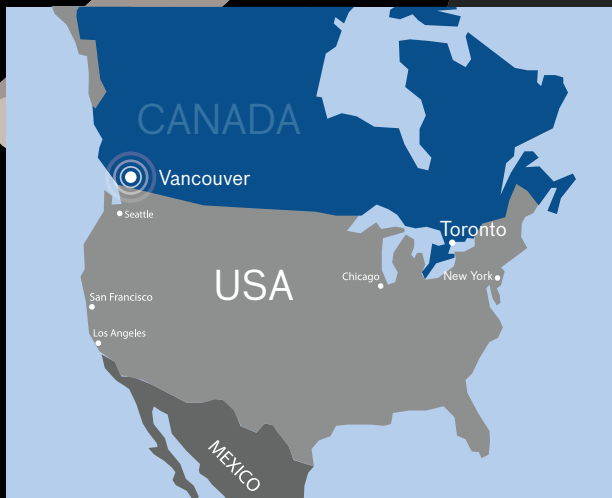 CANADA
Vancouver
Seattle
Toronto
USA
Chicago
New York
San Francisco
Los Angeles
MEXICO